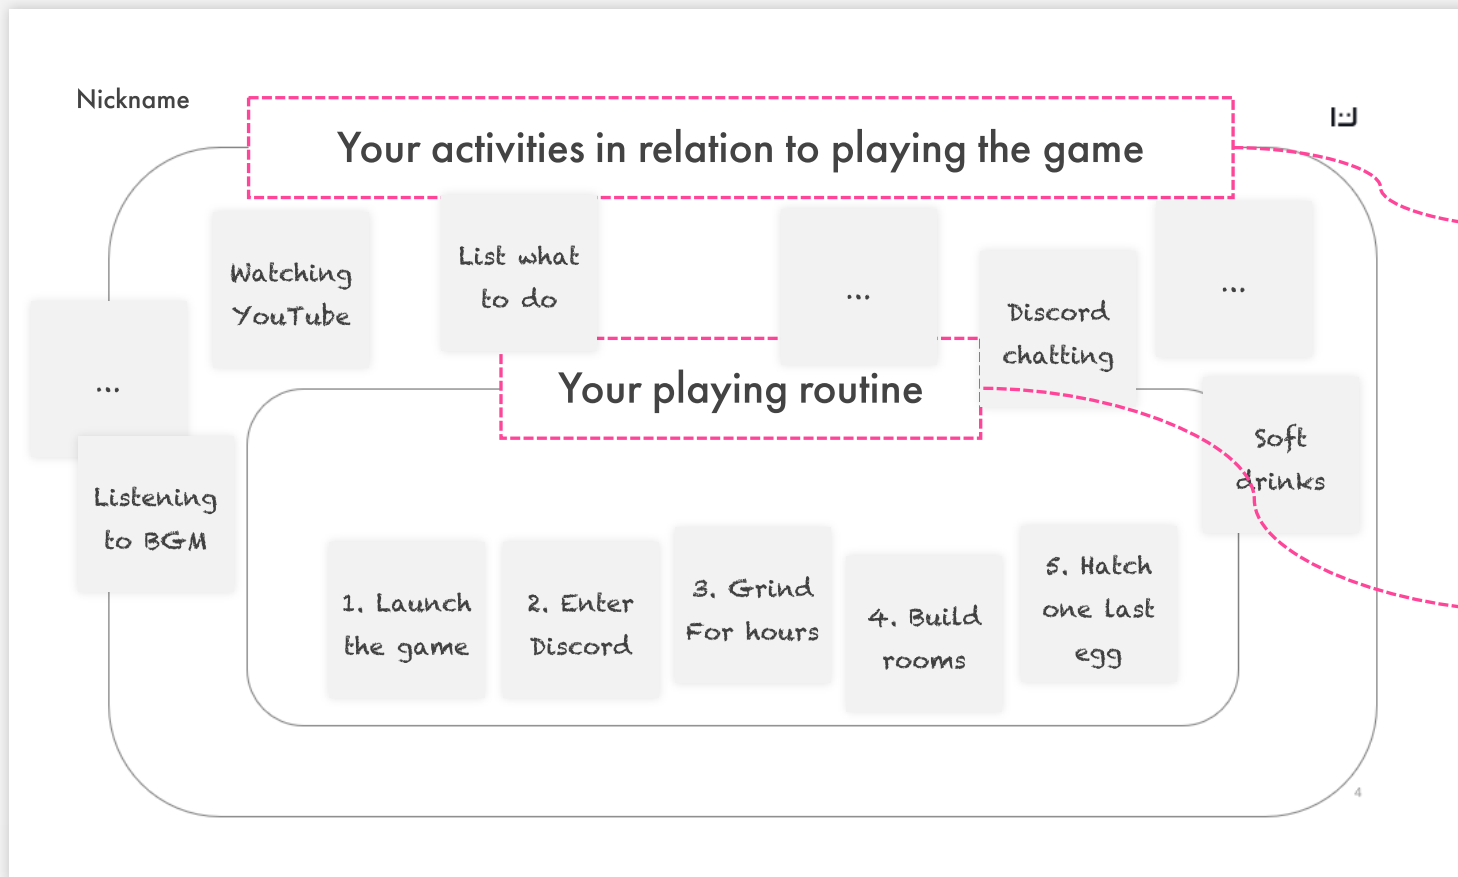 Nickname
Your activities in relation to playing the game
Watching
YouTube
List what
to do
...
Discord
chatting
...
...
Listening
to BGM
Soft
drinks
Your playing routine
1. Launch
the game
2. Enter
Discord
3. Grind
For hours
4. Build
rooms
5. Hatch
one last
egg
4